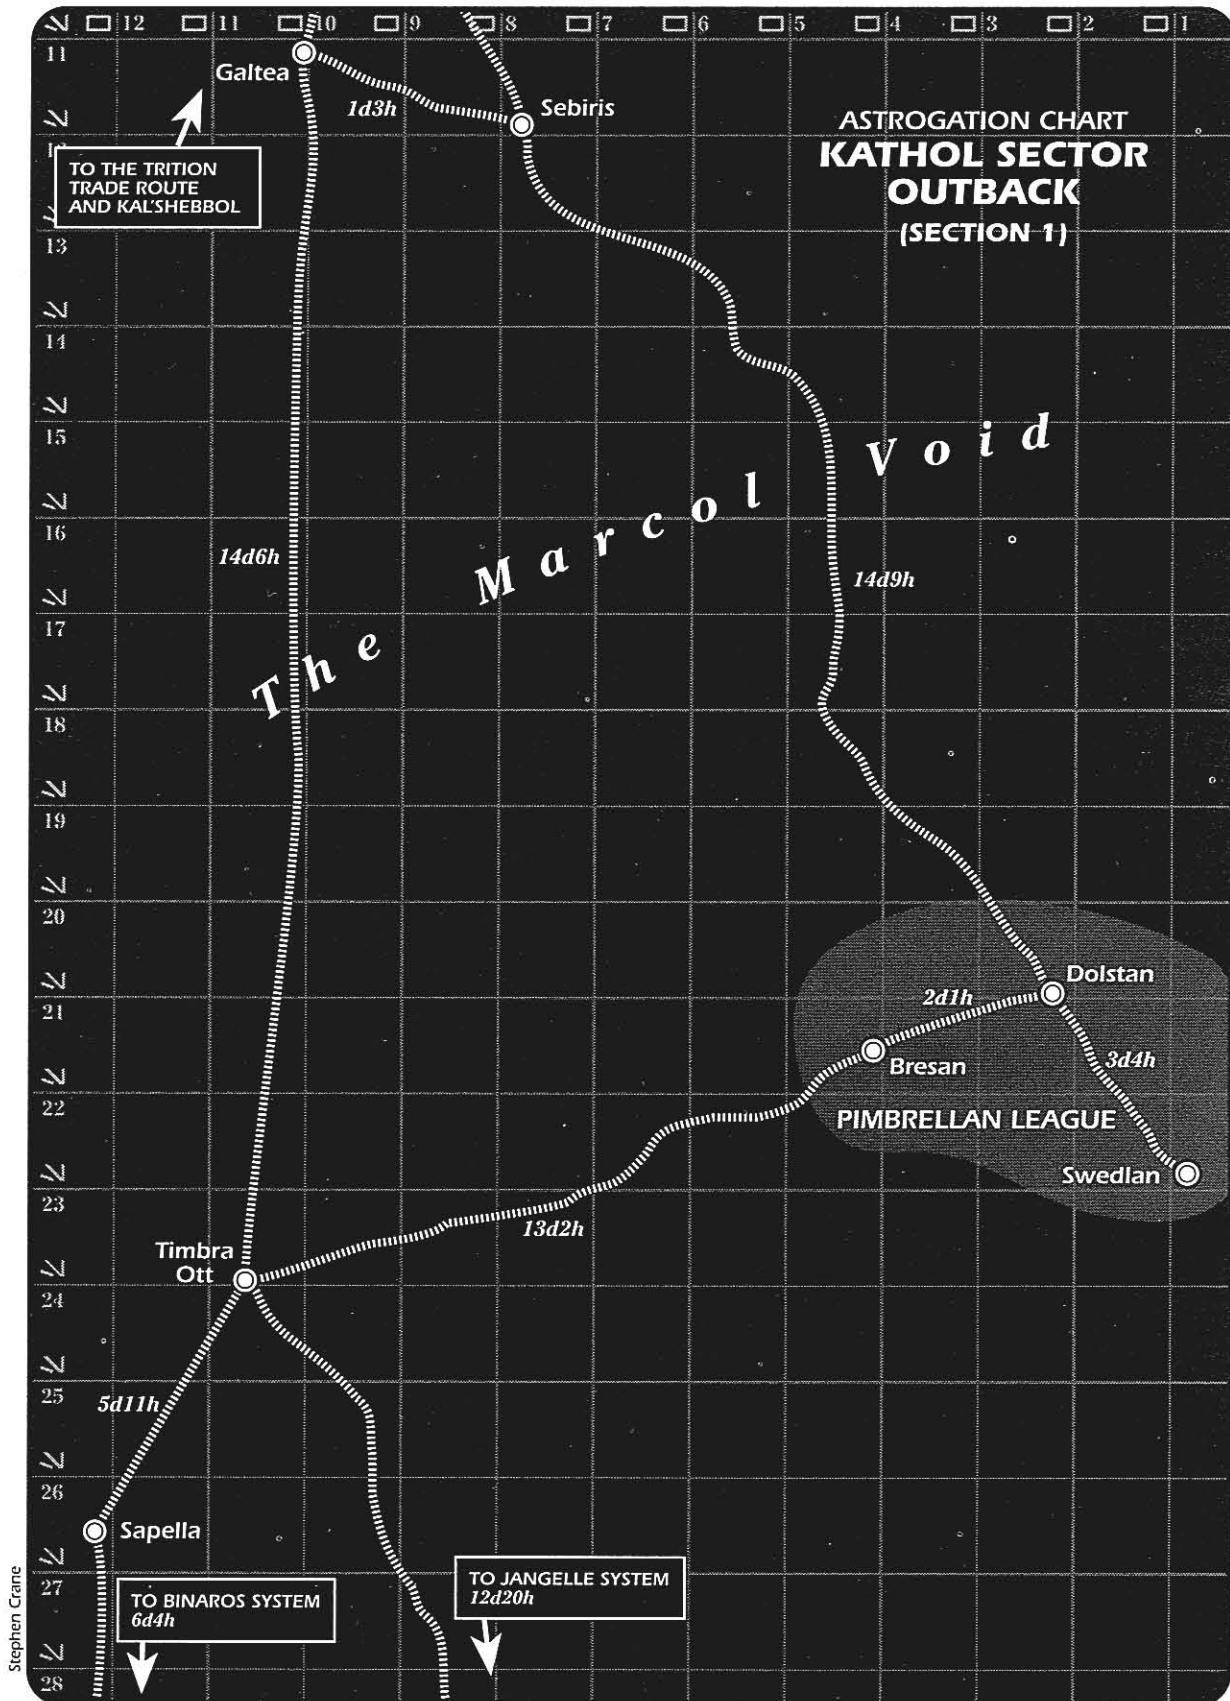 12 11 10 9 8 7 6 5 4 3 2 1
11
Galtea
1d3h
Sebiris
ASTROGATION CHART
KATHOL SECTOR
OUTBACK
(SECTION 1)
TO THE TRITION
TRADE ROUTE
AND KAL'SHEBBOL
13
14
15
The Marcol Void
16
14d6h
14d9h
17
18
19
20
Dolstan
21
2d1h
Bresan
3d4h
22
PIMBRELLAN LEAGUE
Swedlan
23
13d2h
Timbra
Ott
24
25
5d11h
26
Sapella
27
TO BINAROS SYSTEM
6d4h
TO JANGELLE SYSTEM
12d20h
28
Stephen Crane